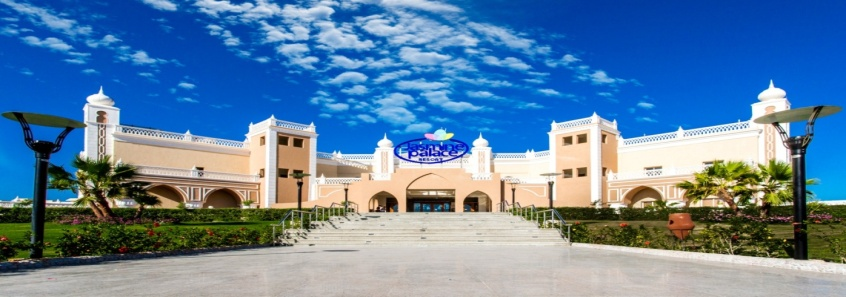 Jasmine
Palace
RESORT